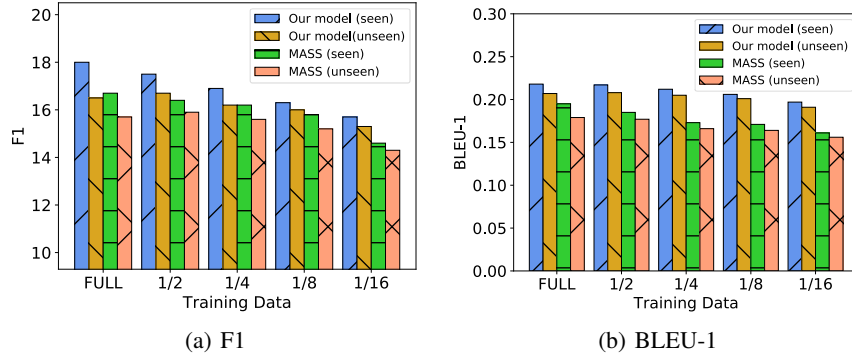 20
18
16
14
12
10
F1
Our model (seen)
Our model(unseen)
MASS (seen)
MASS (unseen)
FULL 1/2 1/4 1/8 1/16
Training Data
(a) F1
0.30
0.25
0.20
0.15
0.10
0.05
0.00
BLEU-1
Our model (seen)
Our model (unseen)
MASS (seen)
MASS (unseen)
FULL 1/2 1/4 1/8 1/16
Training Data
(b) BLEU-1